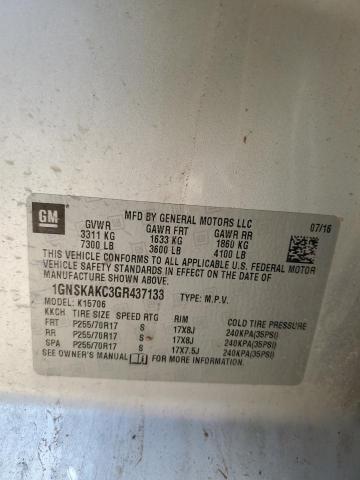 GM
MFD BY GENERAL MOTORS LLC
07/16
GVWR GAWR FRT GAWR RR
3311 KG 1633 KG 1860 KG
7300 LB 3600 LB 4100 LB
THIS VEHICLE CONFORMS TO ALL APPLICABLE U.S. FEDERAL MOTOR
VEHICLE SAFETY STANDARDS IN EFFECT ON THE DATE OF
MANUFACTURE SHOWN ABOVE.
1GNSKAKC3GR437133 TYPE: M.P.V.
MODEL: K15706
KKCH TIRE SIZE SPEED RTG RIM COLD TIRE PRESSURE
FRT P255/70R17 S 17X8J 240KPA(35PSI)
RR P255/70R17 S 17X8J 240KPA(35PSI)
SPA P255/70R17 S 17X7.5J 240KPA(35PSI)
SEE OWNER'S MANUAL FOR MORE INFORMATION.